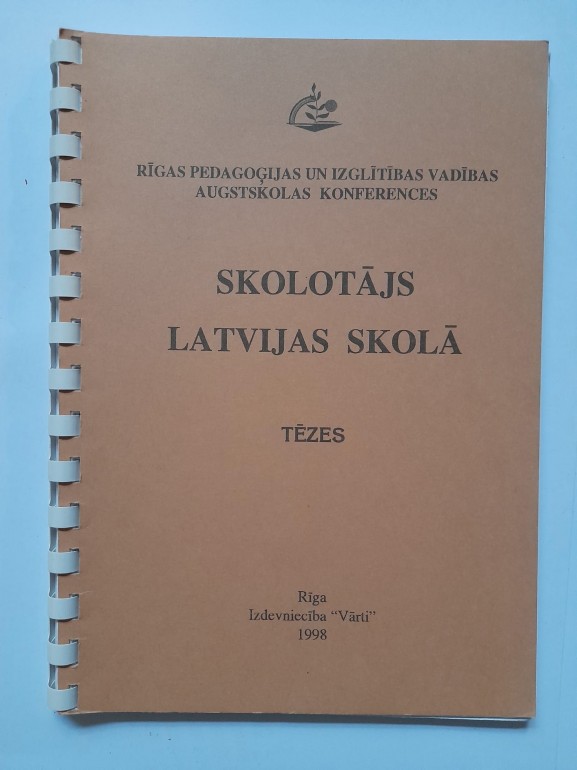 RĪGAS PEDAGOĢIJAS UN IZGLĪTĪBAS VADĪBAS
AUGSTSKOLAS KONFERENCES
SKOLOTĀJS
LATVIJAS SKOLĀ
TĒZES
Rīga
Izdevniecība “Vārti”
1998